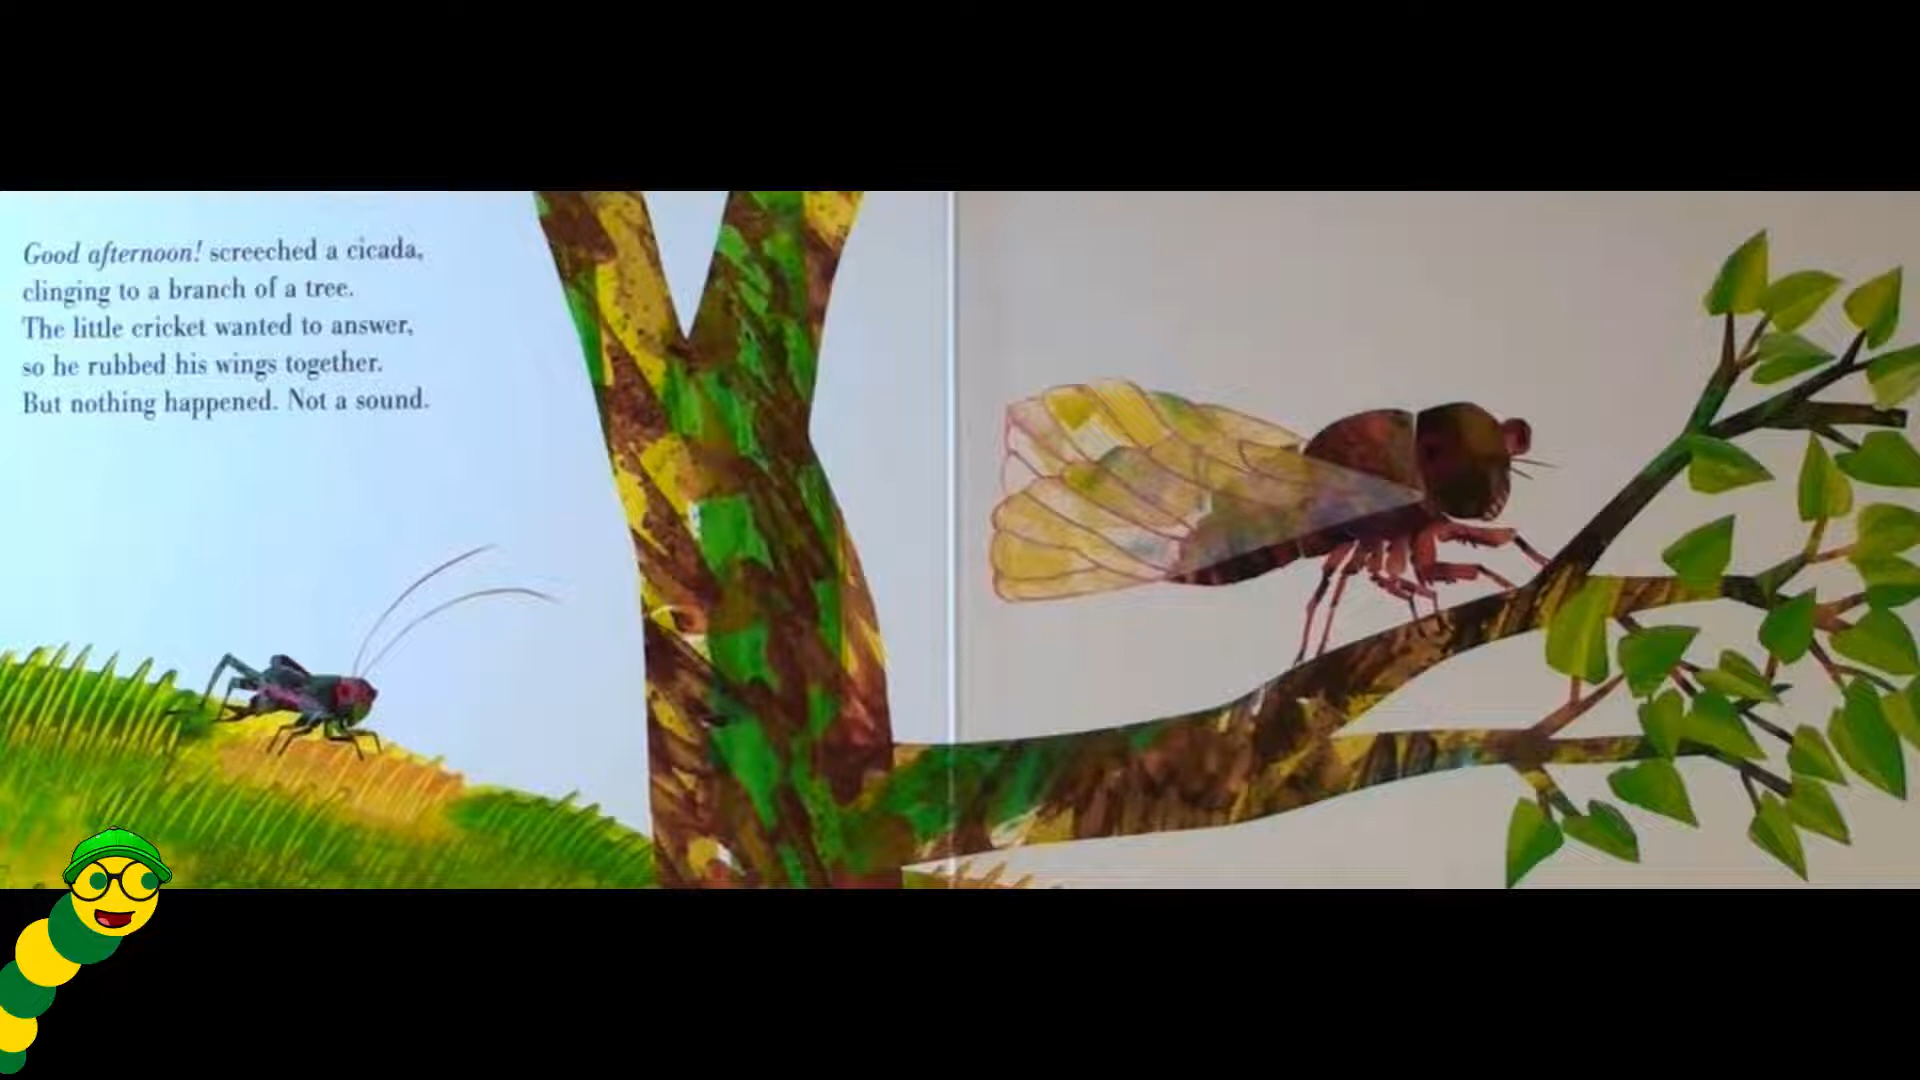 Good afternoon! screeched a cicada,
clinging to a branch of a tree.
The little cricket wanted to answer,
so he rubbed his wings together.
But nothing happened. Not a sound.